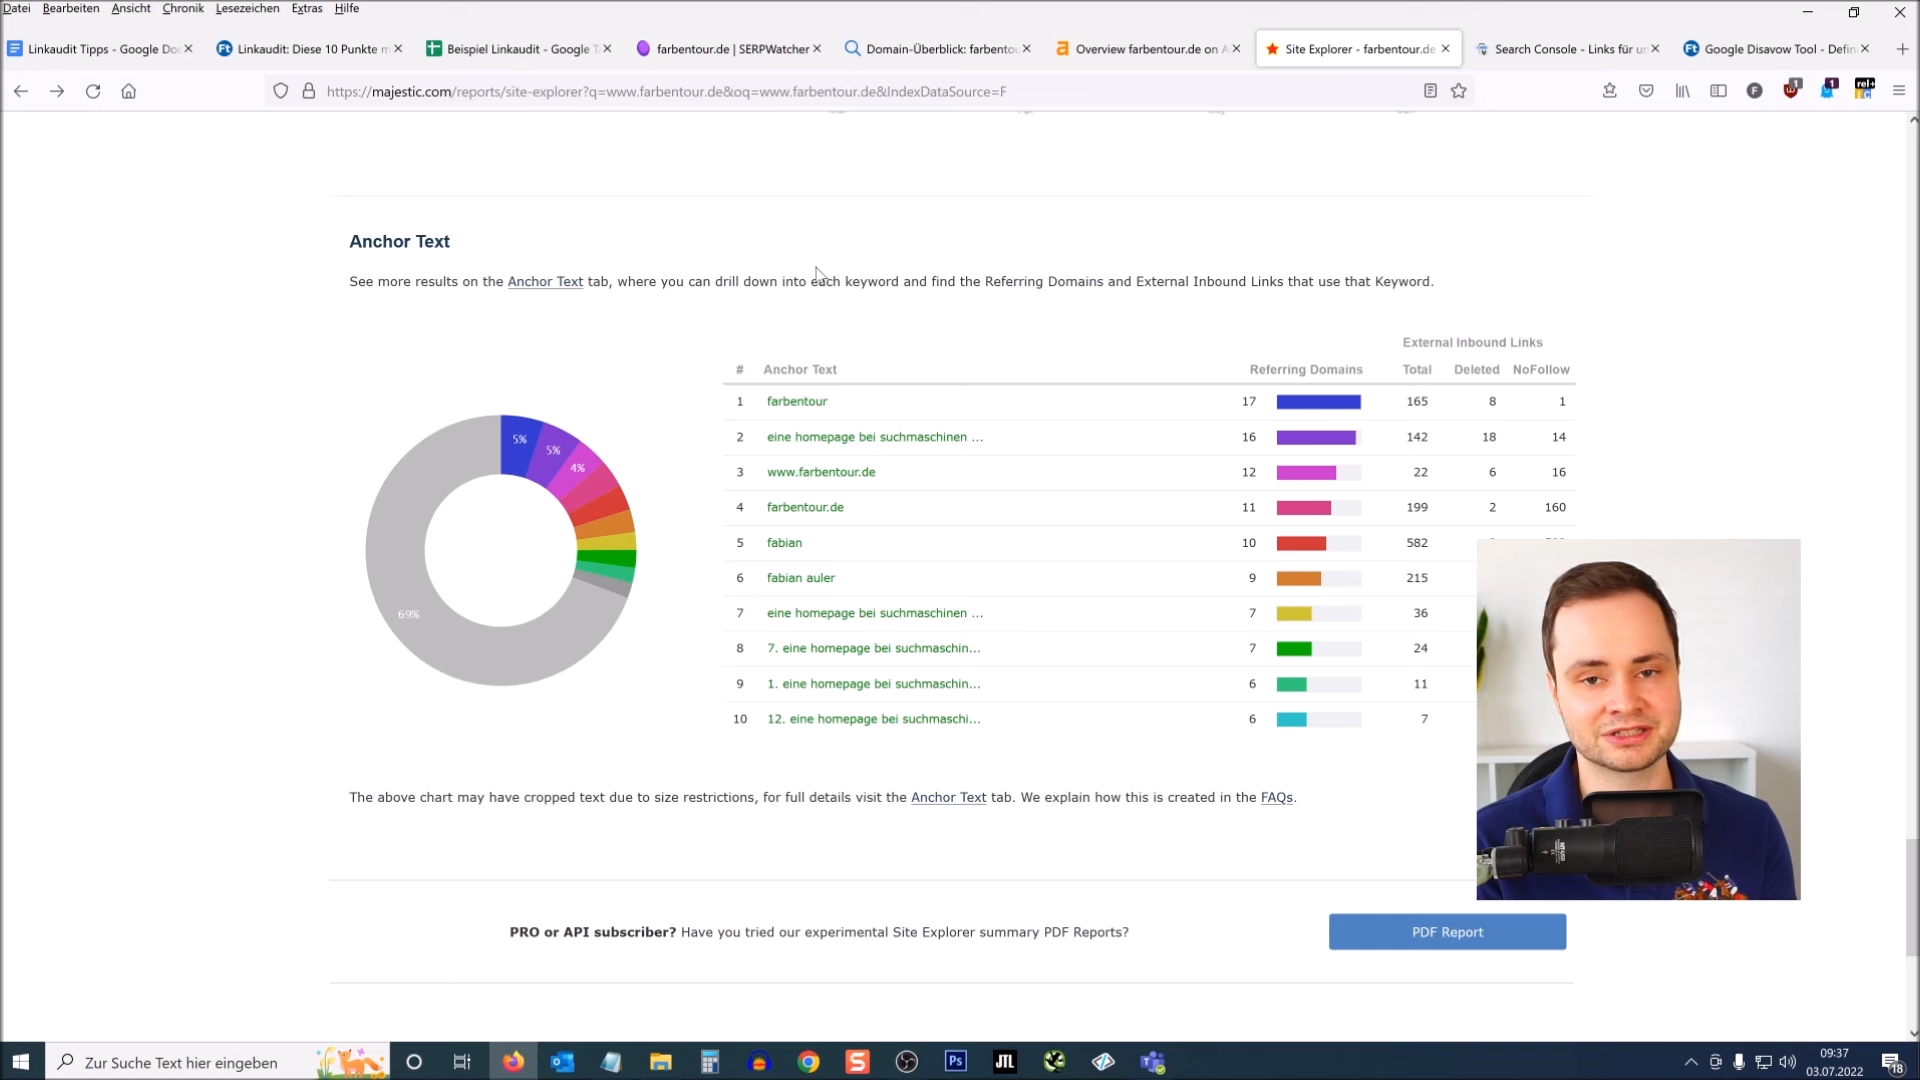 Datei Bearbeiten Ansicht Chronik Lesezeichen Extras Hilfe
Linkaudit Tipps - Google Do
Linkaudit: Diese 10 Punkte m
Beispiel Linkaudit - Google T
farbentour.de | SERPWatcher
Domain-Überblick: farbentou
Overview farbentour.de on A
Site Explorer - farbentour.de
Search Console - Links für un
Google Disavow Tool - Defin
https://majestic.com/reports/site-explorer?q=www.farbentour.de&oq=www.farbentour.de&IndexDataSource=F
Anchor Text
See more results on the Anchor Text tab, where you can drill down into each keyword and find the Referring Domains and External Inbound Links that use that Keyword.
External Inbound Links
# Anchor Text Referring Domains Total Deleted NoFollow
1 farbentour 17 165 8 1
2 eine homepage bei suchmaschinen ... 16 142 18 14
3 www.farbentour.de 12 22 6 16
4 farbentour.de 11 199 2 160
5 fabian 10 582
6 fabian auler 9 215
7 eine homepage bei suchmaschinen ... 7 36
8 7. eine homepage bei suchmaschin... 7 24
9 1. eine homepage bei suchmaschin... 6 11
10 12. eine homepage bei suchmaschi... 6 7
5%
5%
4%
69%
The above chart may have cropped text due to size restrictions, for full details visit the Anchor Text tab. We explain how this is created in the FAQs.
PRO or API subscriber? Have you tried our experimental Site Explorer summary PDF Reports?
PDF Report
Zur Suche Text hier eingeben
Ps
JTL
09:37
03.07.2022
18